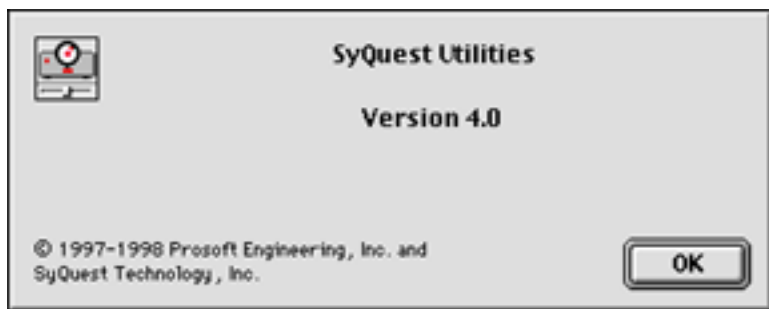 SyQuest Utilities
Version 4.0
© 1997-1998 Prosoft Engineering, Inc. and
SyQuest Technology, Inc.
OK